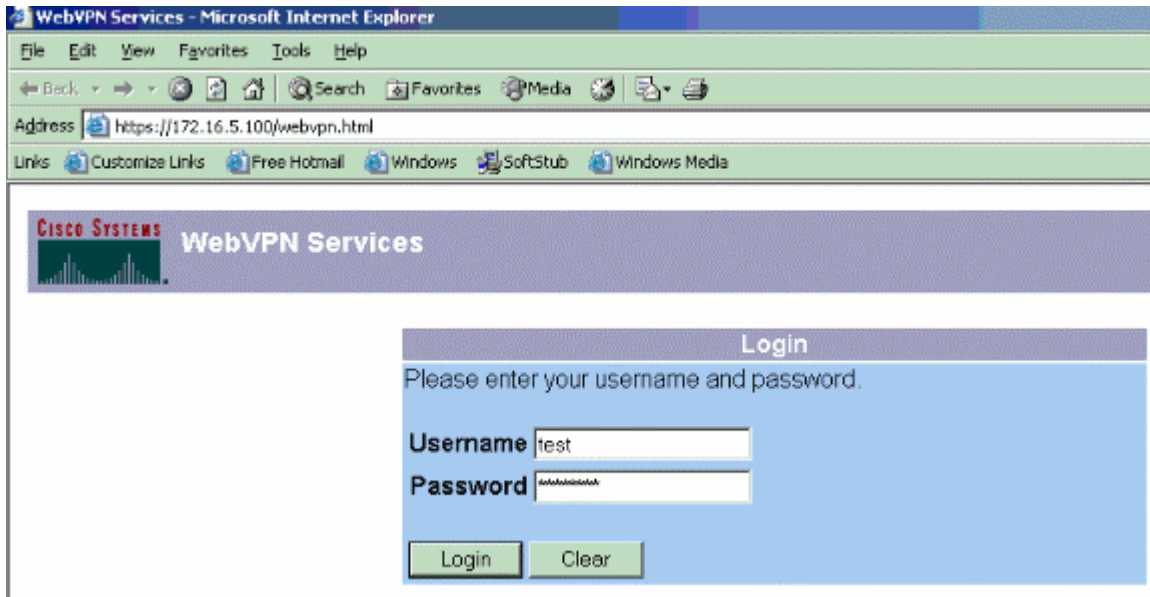 WebVPN Services - Microsoft Internet Explorer
File Edit View Favorites Tools Help
Back Search Favorites Media
Address https://172.16.5.100/webvpn.html
Links Customize Links Free Hotmail Windows SoftStub Windows Media
CISCO SYSTEMS
WebVPN Services
Login
Please enter your username and password.
Username test
Password *********
Login Clear